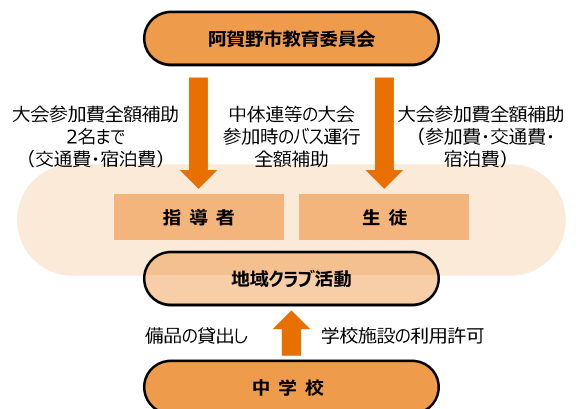 阿賀野市教育委員会
大会参加費全額補助
2名まで
（交通費・宿泊費）
中体連等の大会
参加時のバス運行
全額補助
大会参加費全額補助
（参加費・交通費・
宿泊費）
指導者
生徒
地域クラブ活動
備品の貸出し
学校施設の利用許可
中学校